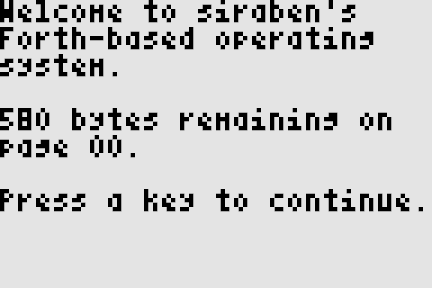 Welcome to siraben's
Forth-based operating
system.
580 bytes remaining on
page 00.
Press a key to continue.